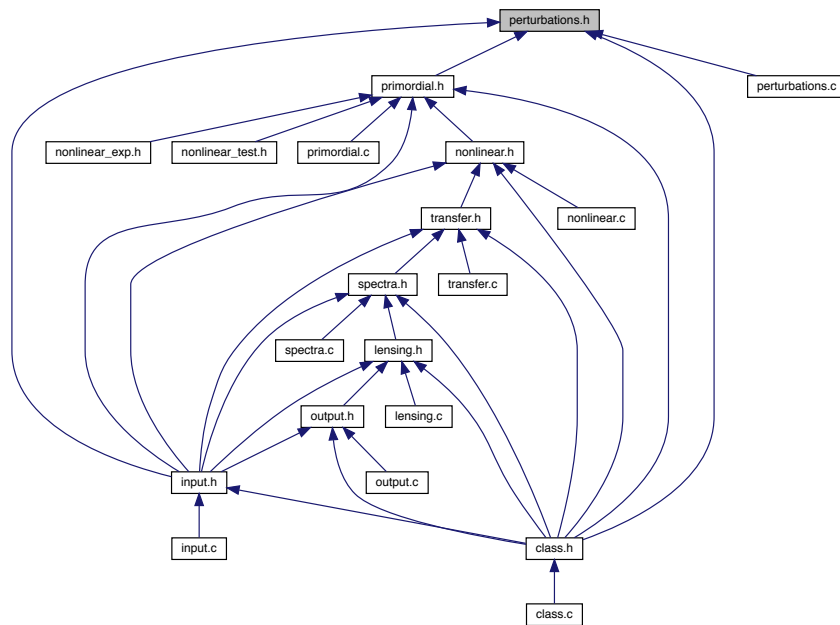 perturbations.h
primordial.h
perturbations.c
nonlinear_exp.h
nonlinear_test.h
primordial.c
nonlinear.h
transfer.h
nonlinear.c
spectra.h
transfer.c
spectra.c
lensing.h
output.h
lensing.c
input.h
output.c
input.c
class.h
class.c